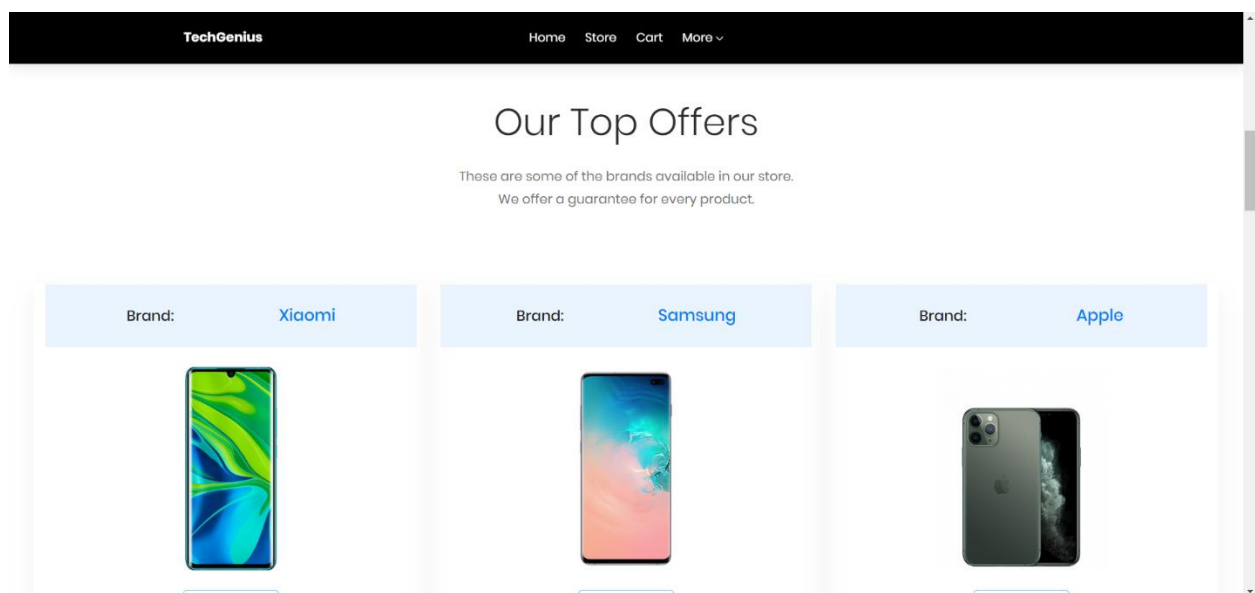 TechGenius Home Store Cart More
Our Top Offers
These are some of the brands available in our store.
We offer a guarantee for every product.
Brand: Xiaomi
Brand: Samsung
Brand: Apple